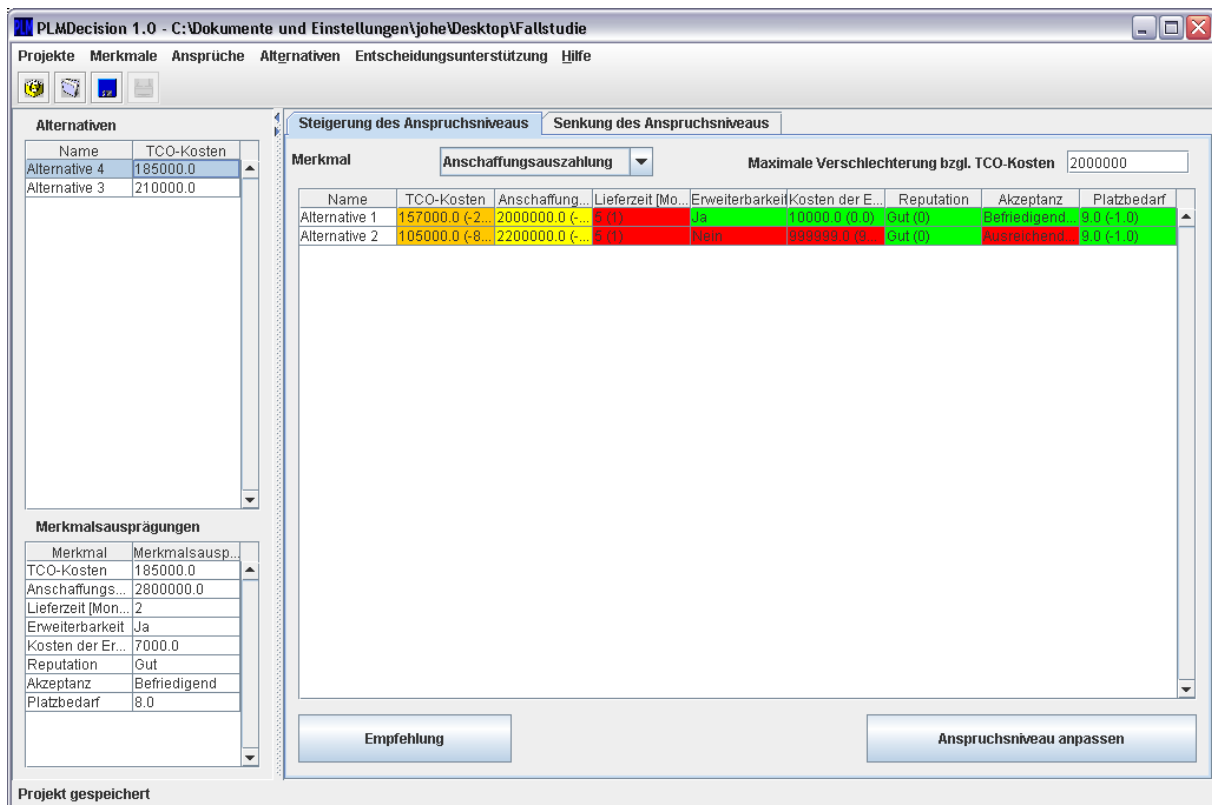 PLM PLMDecision 1.0 - C:\Dokumente und Einstellungen\johe\Desktop\Fallstudie
Projekte Merkmale Ansprüche Alternativen Entscheidungsunterstützung Hilfe
Alternativen
Name TCO-Kosten
Alternative 4 185000.0
Alternative 3 210000.0
Merkmalsausprägungen
Merkmal Merkmalsausp...
TCO-Kosten 185000.0
Anschaffungs... 2800000.0
Lieferzeit [Mon... 2
Erweiterbarkeit Ja
Kosten der Er... 7000.0
Reputation Gut
Akzeptanz Befriedigend
Platzbedarf 8.0
Steigerung des Anspruchsniveaus Senkung des Anspruchsniveaus
Merkmal Anschaffungsauszahlung Maximale Verschlechterung bzgl. TCO-Kosten 2000000
Name TCO-Kosten Anschaffung... Lieferzeit [Mo... Erweiterbarkeit Kosten der E... Reputation Akzeptanz Platzbedarf
Alternative 1 157000.0 (-2... 2000000.0 (-... 5 (1) Ja 10000.0 (0.0) Gut (0) Befriedigend... 9.0 (-1.0)
Alternative 2 105000.0 (-8... 2200000.0 (-... 5 (1) Nein 999999.0 (9... Gut (0) Ausreichend... 9.0 (-1.0)
Empfehlung Anspruchsniveau anpassen
Projekt gespeichert